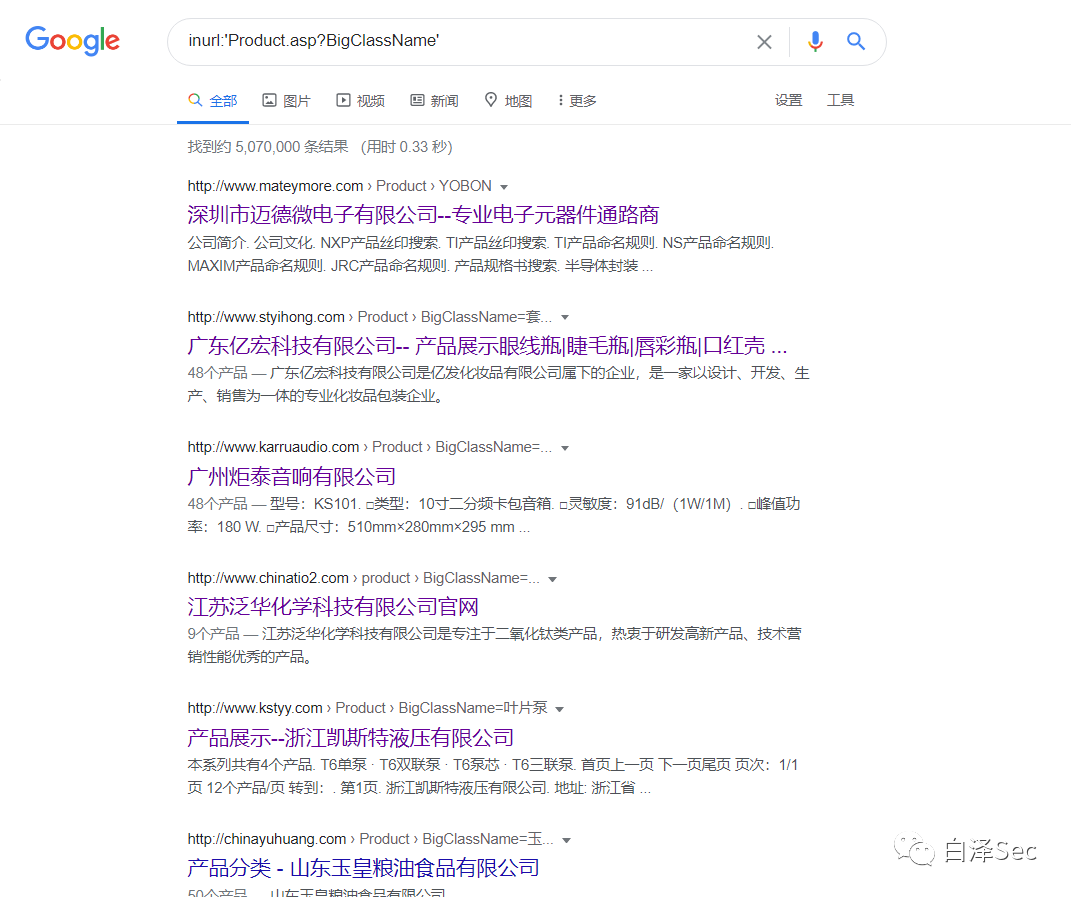 Google
inurl:'Product.asp?BigClassName'
全部 图片 视频 新闻 地图 更多 设置 工具
找到约 5,070,000 条结果 (用时 0.33 秒)
http://www.mateymore.com › Product › YOBON
深圳市迈德微电子有限公司--专业电子元器件通路商
公司简介. 公司文化. NXP产品丝印搜索. TI产品丝印搜索. TI产品命名规则. NS产品命名规则.
MAXIM产品命名规则. JRC产品命名规则. 产品规格书搜索. 半导体封装 ...
http://www.styihong.com › Product › BigClassName=套...
广东亿宏科技有限公司-- 产品展示眼线瓶|睫毛瓶|唇彩瓶|口红壳 ...
48个产品 — 广东亿宏科技有限公司是亿发化妆品有限公司属下的企业，是一家以设计、开发、生
产、销售为一体的专业化妆品包装企业。
http://www.karruaudio.com › Product › BigClassName=...
广州炬泰音响有限公司
48个产品 — 型号：KS101. □类型：10寸二分频卡包音箱. □灵敏度：91dB/（1W/1M）. □峰值功
率：180 W. □产品尺寸：510mm×280mm×295 mm ...
http://www.chinatio2.com › product › BigClassName=...
江苏泛华化学科技有限公司官网
9个产品 — 江苏泛华化学科技有限公司是专注于二氧化钛类产品，热衷于研发高新产品、技术营
销性能优秀的产品。
http://www.kstyy.com › Product › BigClassName=叶片泵
产品展示--浙江凯斯特液压有限公司
本系列共有4个产品. T6单泵 · T6双联泵 · T6泵芯 · T6三联泵. 首页上一页 下一页尾页 页次：1/1
页 12个产品/页 转到：. 第1页. 浙江凯斯特液压有限公司. 地址: 浙江省 ...
http://chinayuhuang.com › Product › BigClassName=玉...
产品分类 - 山东玉皇粮油食品有限公司
50个产品 — 山东玉皇粮油食品有限公司
白泽Sec